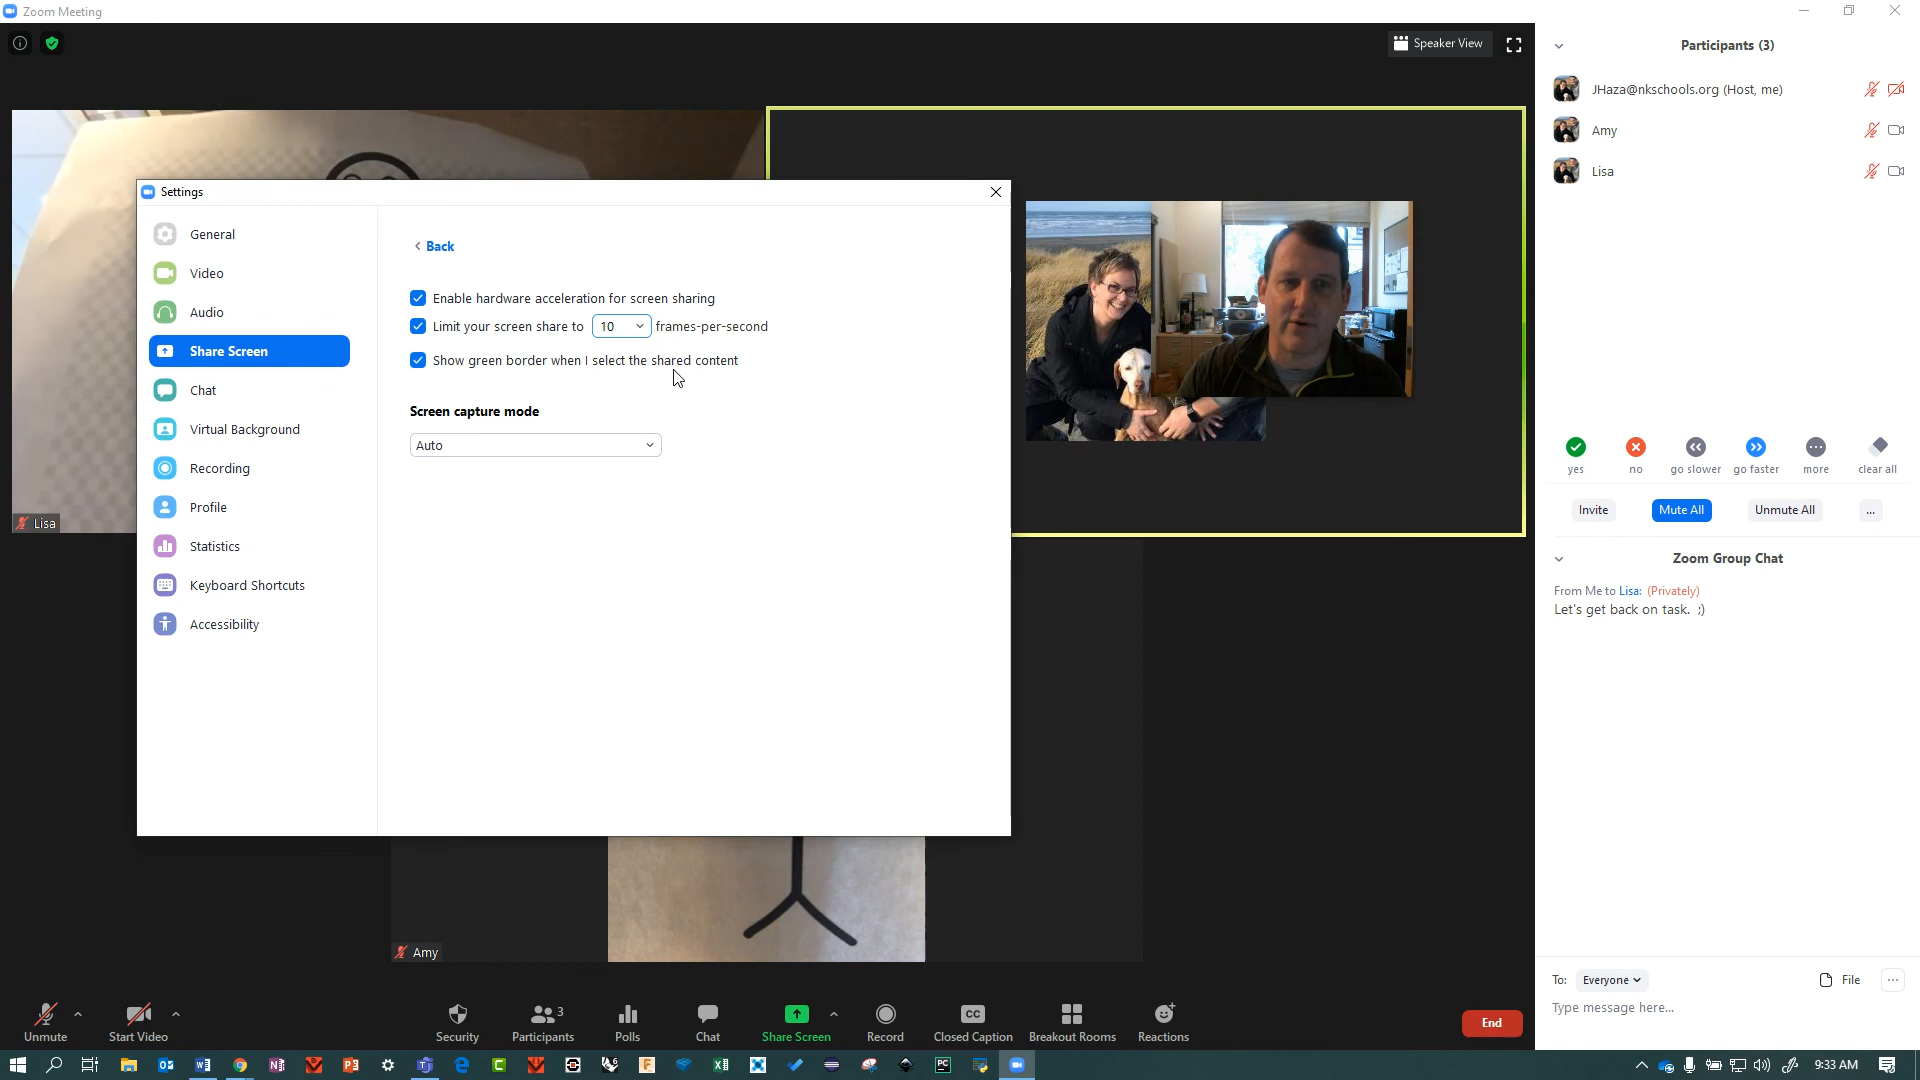 Zoom Meeting
Speaker View
Participants (3)
JHaza@nkschools.org (Host, me)
Amy
Lisa
Settings
General
Video
Audio
Share Screen
Chat
Virtual Background
Recording
Profile
Statistics
Keyboard Shortcuts
Accessibility
Back
Enable hardware acceleration for screen sharing
Limit your screen share to 10 frames-per-second
Show green border when I select the shared content
Screen capture mode
Auto
Lisa
Amy
yes no go slower go faster more clear all
Invite Mute All Unmute All ...
Zoom Group Chat
From Me to Lisa: (Privately)
Let's get back on task. ;)
To: Everyone File
Type message here...
Unmute Start Video Security Participants 3 Polls Chat Share Screen Record CC Closed Caption Breakout Rooms Reactions End
9:33 AM